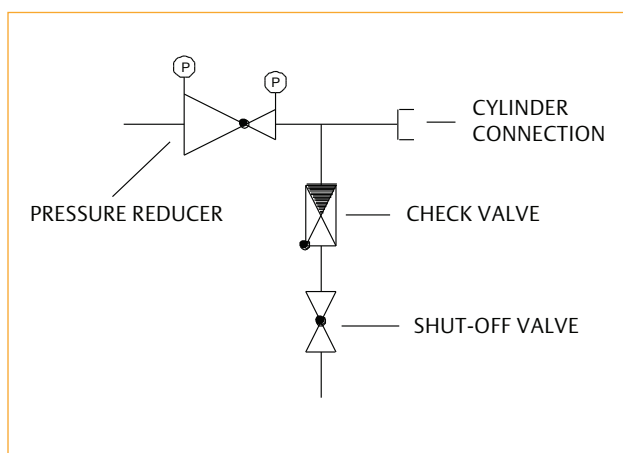 P
P
CYLINDER
CONNECTION
PRESSURE REDUCER
CHECK VALVE
SHUT-OFF VALVE